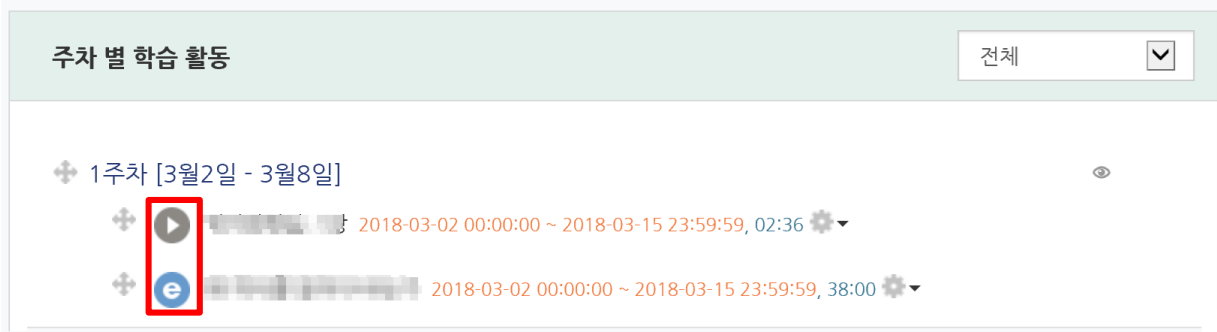 주차 별 학습 활동
전체
1주차 [3월2일 - 3월8일]
2018-03-02 00:00:00 ~ 2018-03-15 23:59:59, 02:36
e
2018-03-02 00:00:00 ~ 2018-03-15 23:59:59, 38:00